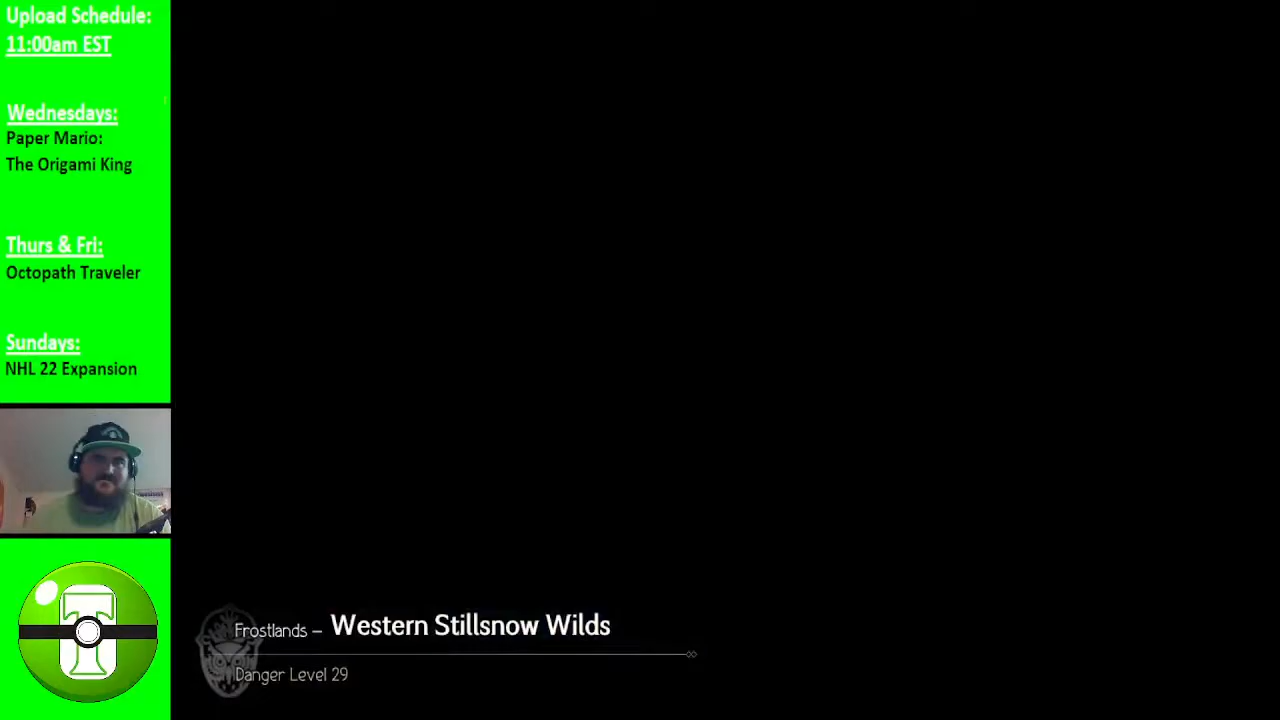 Upload Schedule:
11:00am EST
Wednesdays:
Paper Mario:
The Origami King
Thurs & Fri:
Octopath Traveler
Sundays:
NHL 22 Expansion
T
Frostlands – Western Stillsnow Wilds
Danger Level 29